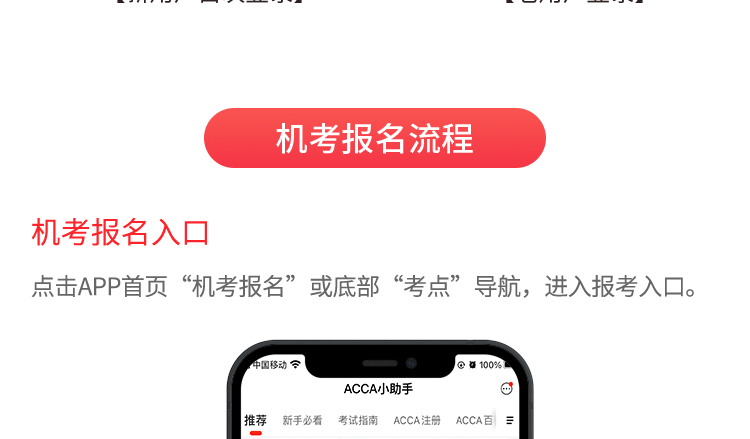 机考报名流程
机考报名入口
点击APP首页“机考报名”或底部“考点”导航，进入报考入口。
中国移动 100%
ACCA小助手
推荐 新手必看 考试指南 ACCA注册 ACCA百